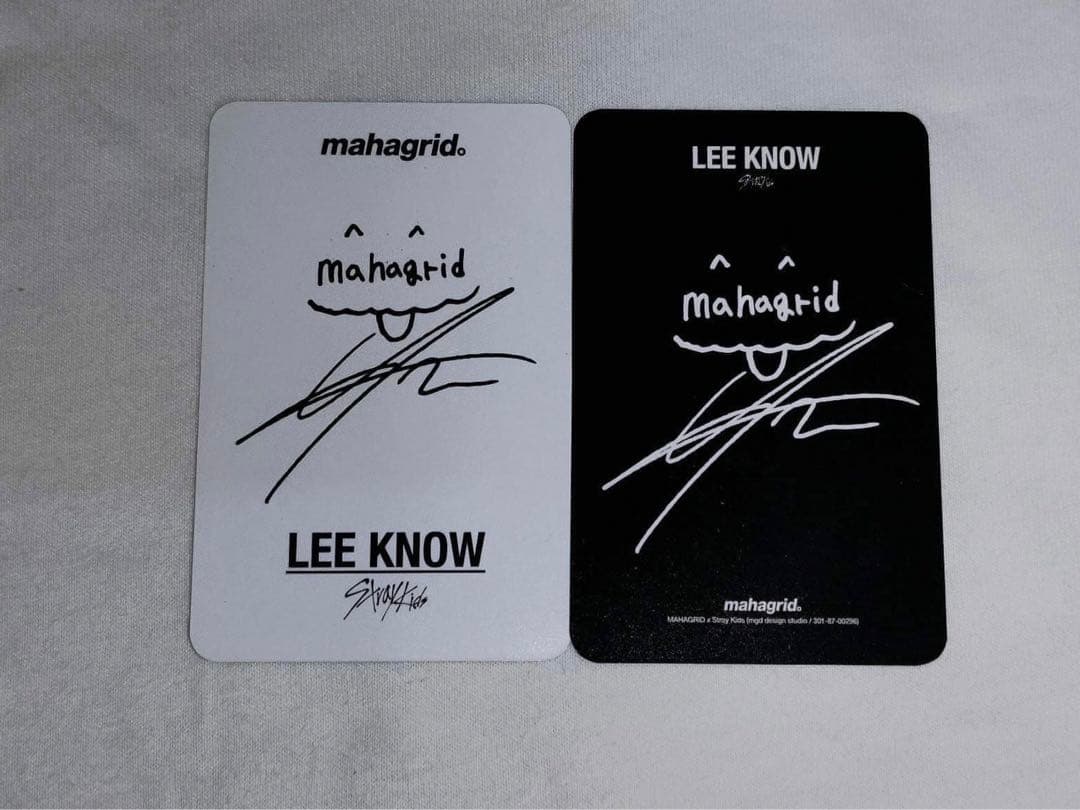 mahagrid
mahagrid
LEE KNOW
Stray Kids
LEE KNOW
Stray Kids
mahagrid
mahagrid
MAHAGRID x Stray Kids (mgd design studio / 301-87-00296)